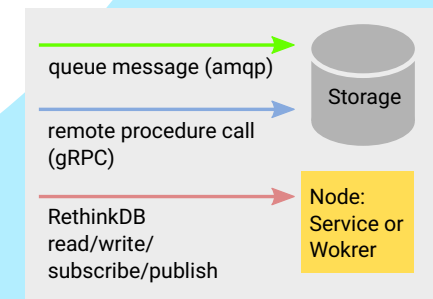 queue message (amqp)
Storage
remote procedure call
(gRPC)
RethinkDB
read/write/
subscribe/publish
Node:
Service or
Wokrer